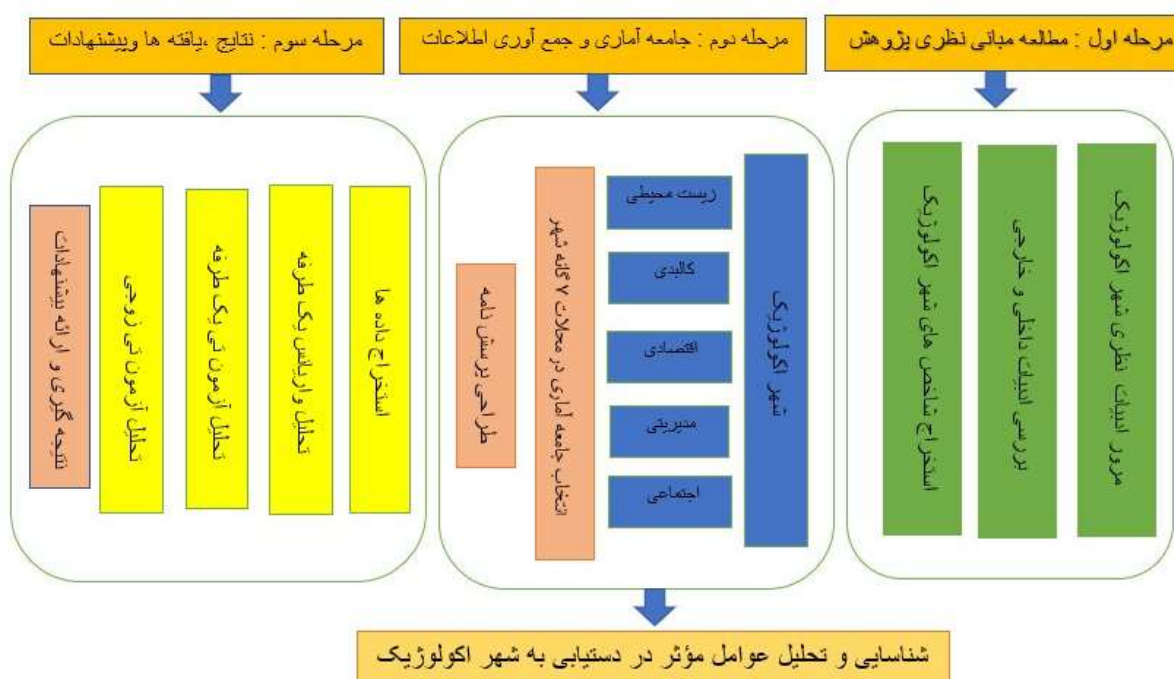 مرحله اول : مطالعه مبانی نظری پژوهش
مرور ادبیات نظری شهر اکولوژیک
بررسی ادبیات داخلی و خارجی
استخراج شاخص های شهر اکولوژیک
مرحله دوم : جامعه آماری و جمع آوری اطلاعات
شهر اکولوژیک
زیست محیطی
کالبدی
اقتصادی
مدیریتی
اجتماعی
انتخاب جامعه آماری در محلات ۷ گانه شهر
طراحی پرسش نامه
مرحله سوم : نتایج ،یافته ها وپیشنهادات
استخراج داده ها
تحلیل واریانس یک طرفه
تحلیل آزمون تی یک طرفه
تحلیل آزمون تی زوجی
نتیجه گیری و ارائه پیشنهادات
شناسایی و تحلیل عوامل مؤثر در دستیابی به شهر اکولوژیک